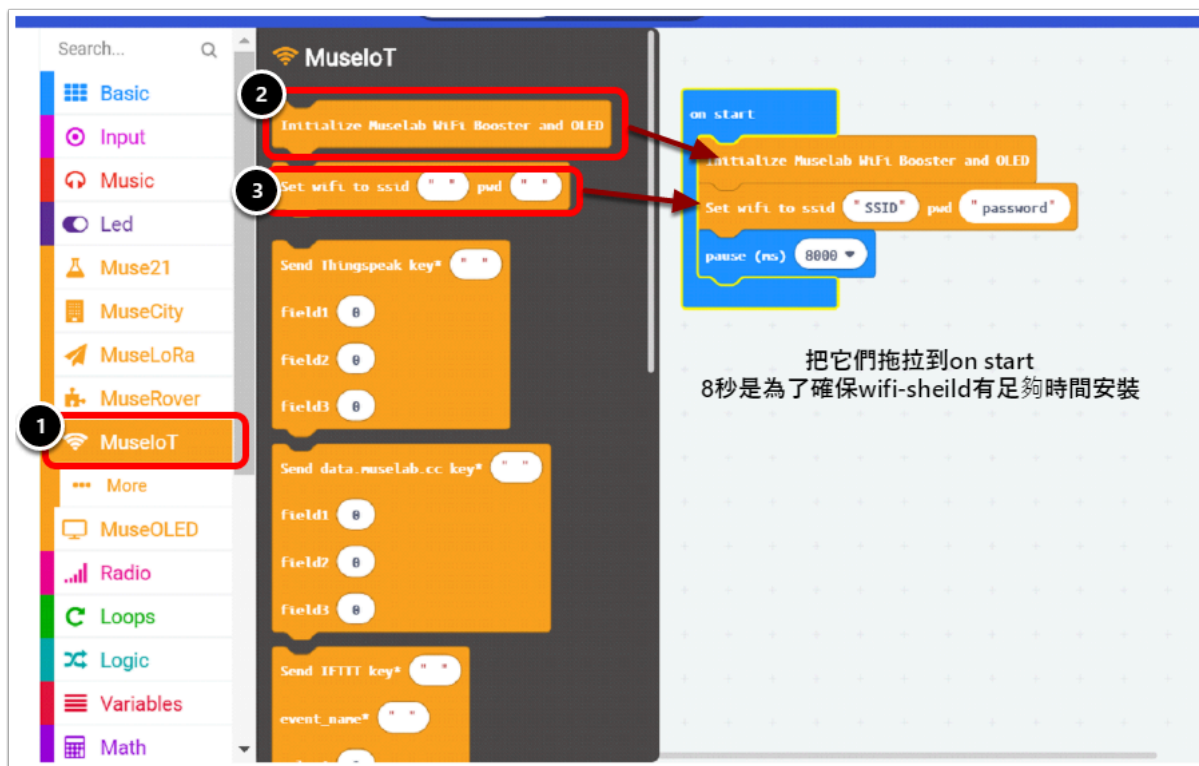 Search...
Basic
Input
Music
Led
Muse21
MuseCity
MuseLoRa
MuseRover
1
MuseIoT
More
MuseOLED
Radio
Loops
Logic
Variables
Math
MuseIoT
2
Initialize Muselab WiFi Booster and OLED
3
Set wifi to ssid " " pwd " "
Send Thingspeak key* " "
field1 0
field2 0
field3 0
Send data.muselab.cc key* " "
field1 0
field2 0
field3 0
Send IFTTT key* " "
event_name* " "
on start
Initialize Muselab WiFi Booster and OLED
Set wifi to ssid "SSID" pwd "password"
pause (ms) 8000
把它們拖拉到on start
8秒是為了確保wifi-sheild有足夠時間安裝